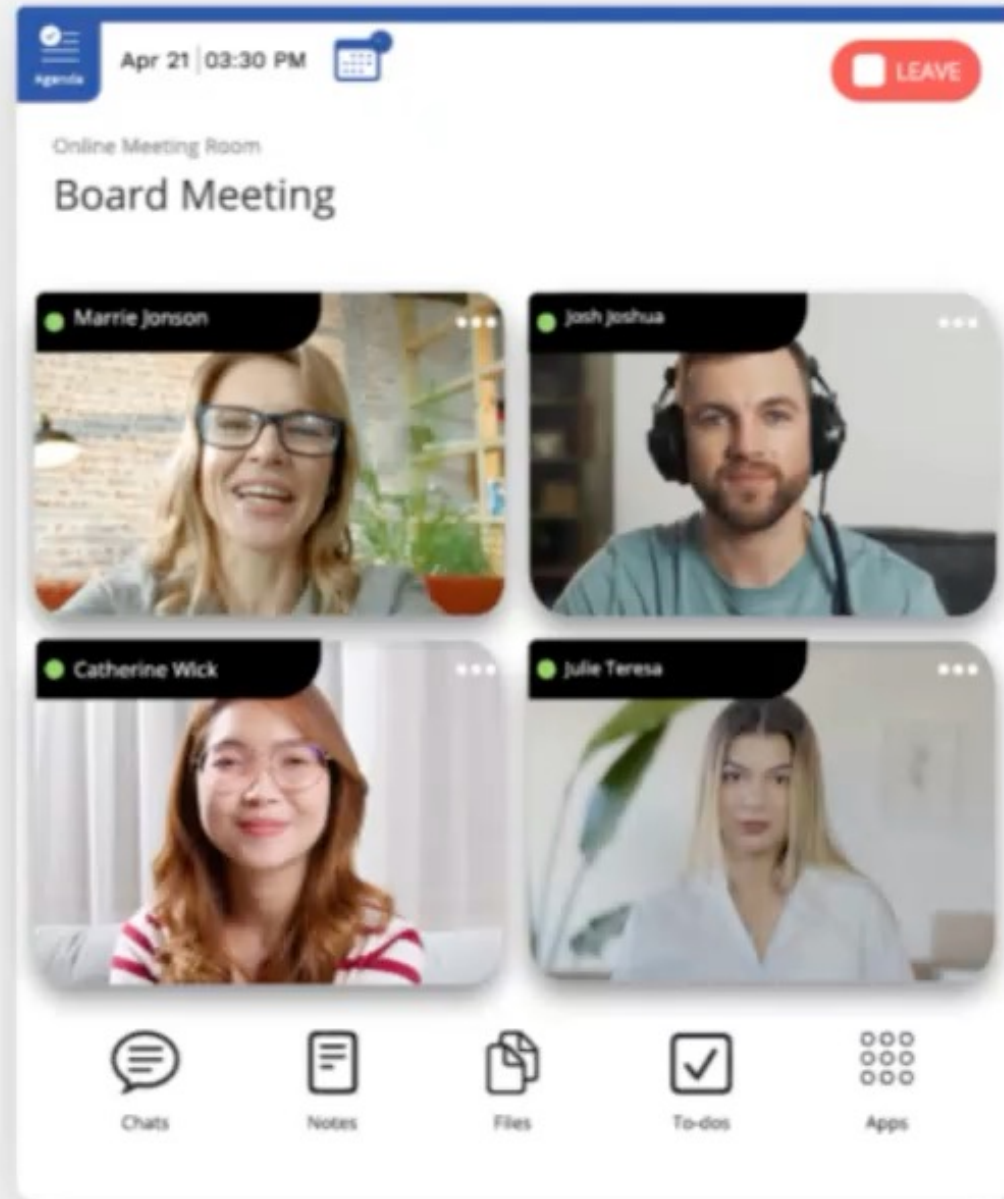 Agenda
Apr 21 | 03:30 PM
LEAVE
Online Meeting Room
Board Meeting
Marrie Jonson
Josh Joshua
Catherine Wick
Julie Teresa
Chats
Notes
Files
To-dos
Apps